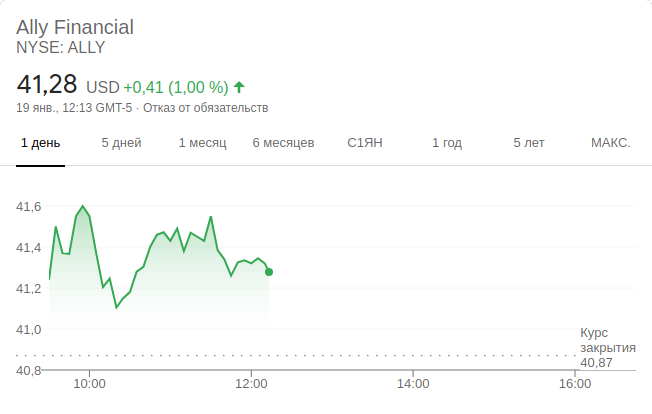 Ally Financial
NYSE: ALLY
41,28 USD +0,41 (1,00 %)
19 янв., 12:13 GMT-5 · Отказ от обязательств
1 день 5 дней 1 месяц 6 месяцев С1ЯН 1 год 5 лет МАКС.
41,6
41,4
41,2
41,0
40,8
Курс
закрытия
40,87
10:00 12:00 14:00 16:00